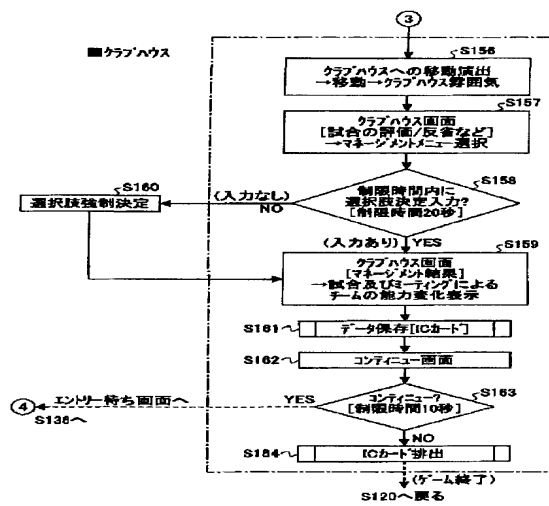 ③
■クラブハウス
S156
クラブハウスへの移動演出
→移動→クラブハウス雰囲気
S157
クラブハウス画面
[試合の評価/反省など]
→マネージメントメニュー選択
S158
制限時間内に
選択肢決定入力?
[制限時間20秒]
(入力なし)
NO
S160
選択肢強制決定
(入力あり) YES
S159
クラブハウス画面
[マネージメント結果]
→試合及びミーティングによる
チームの能力変化表示
S161
データ保存[ICカード]
S162
コンティニュー画面
S163
コンティニュー?
[制限時間10秒]
YES
④
エントリー待ち画面へ
S138へ
NO
S164
ICカード排出
(ゲーム終了)
S120へ戻る